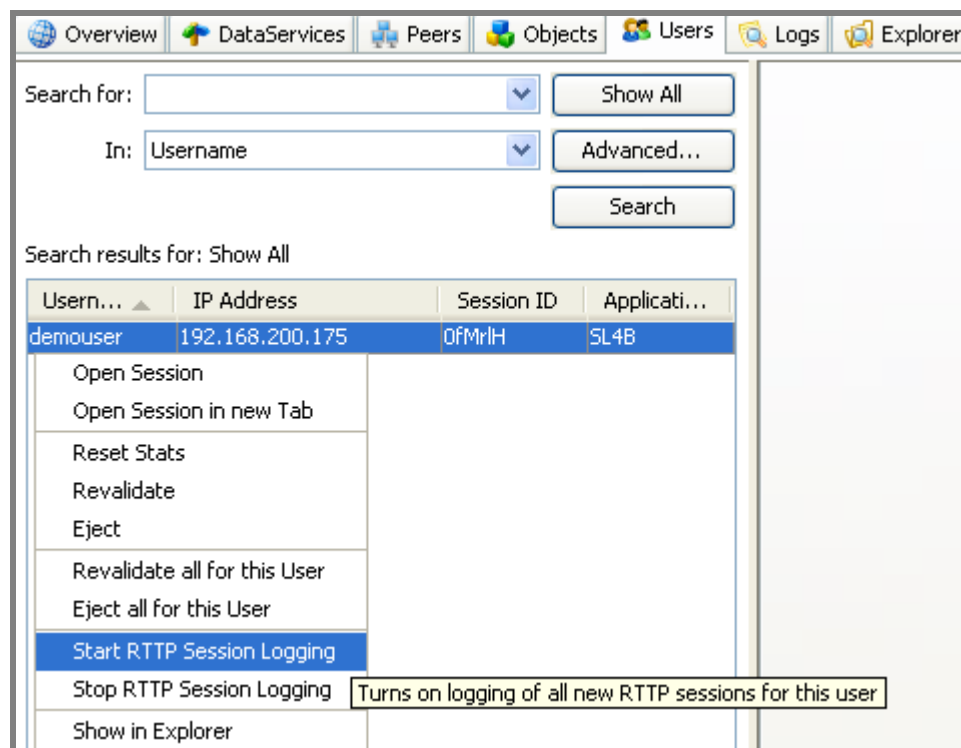 Overview DataServices Peers Objects Users Logs Explorer
Search for: Show All
In: Username Advanced...
Search
Search results for: Show All
Usern... IP Address Session ID Applicati...
demouser 192.168.200.175 0fMrlH SL4B
Open Session
Open Session in new Tab
Reset Stats
Revalidate
Eject
Revalidate all for this User
Eject all for this User
Start RTTP Session Logging
Stop RTTP Session Logging Turns on logging of all new RTTP sessions for this user
Show in Explorer